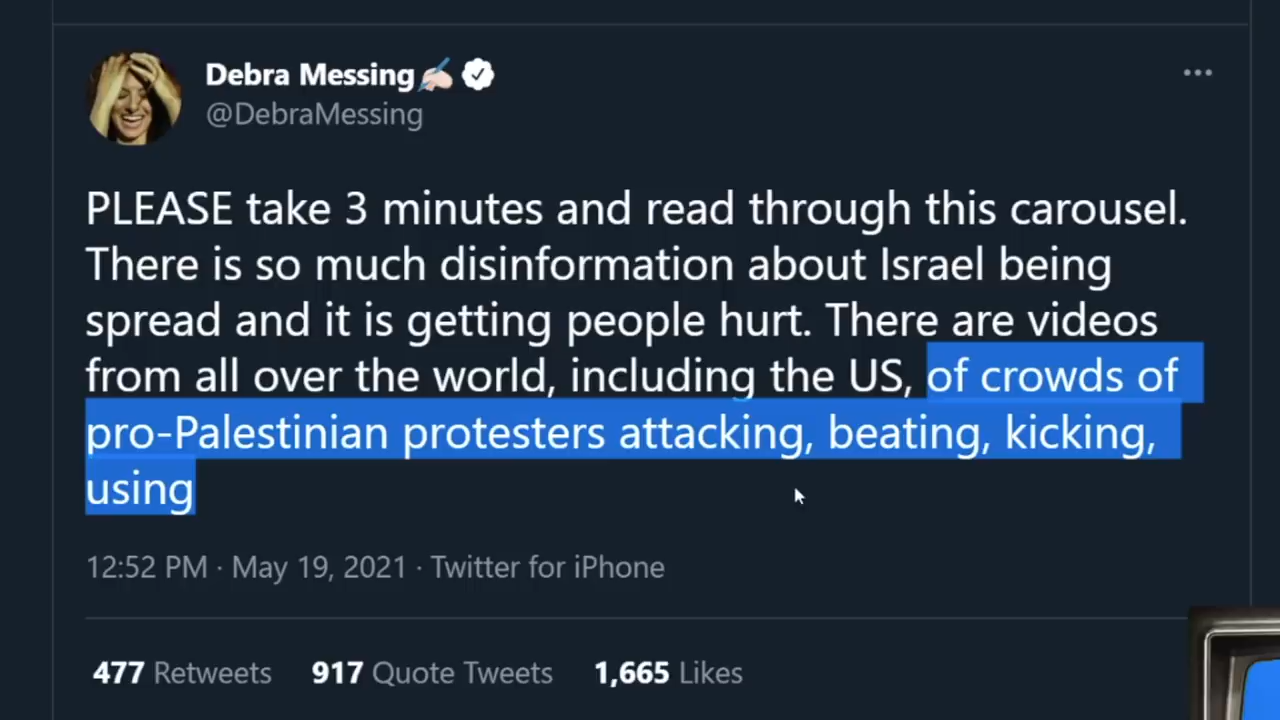 Debra Messing✍🏻
@DebraMessing
PLEASE take 3 minutes and read through this carousel.
There is so much disinformation about Israel being
spread and it is getting people hurt. There are videos
from all over the world, including the US, of crowds of
pro-Palestinian protesters attacking, beating, kicking,
using
12:52 PM · May 19, 2021 · Twitter for iPhone
477 Retweets 917 Quote Tweets 1,665 Likes